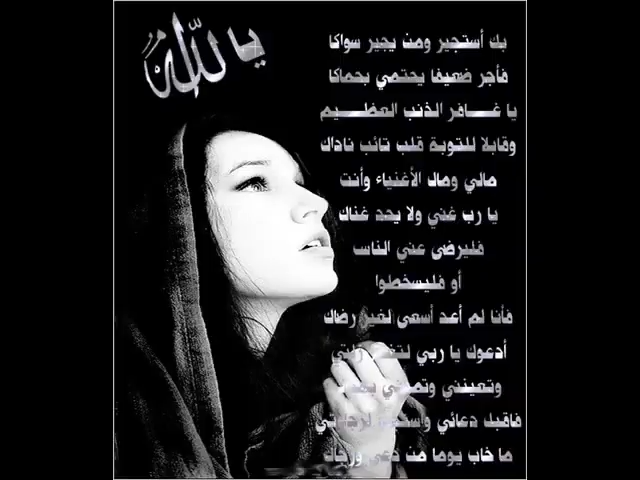 يا الله
بك أستجير ومن يجير سواكا
فأجر ضعيفا يحتمي بحماكا
يا غافر الذنب العظيم
وقابلا للتوبة قلب تائب ناداك
مالي ومال الأغنياء وأنت
يا رب غني ولا يحد غناك
فليرضى عني الناس
أو فليسخطوا
فأنا لم أعد أسعى لغير رضاك
أدعوك يا ربي لتغفر زلتي
وتعينني
فاقبل دعائي
ما خاب يوما من دعى ورجاك